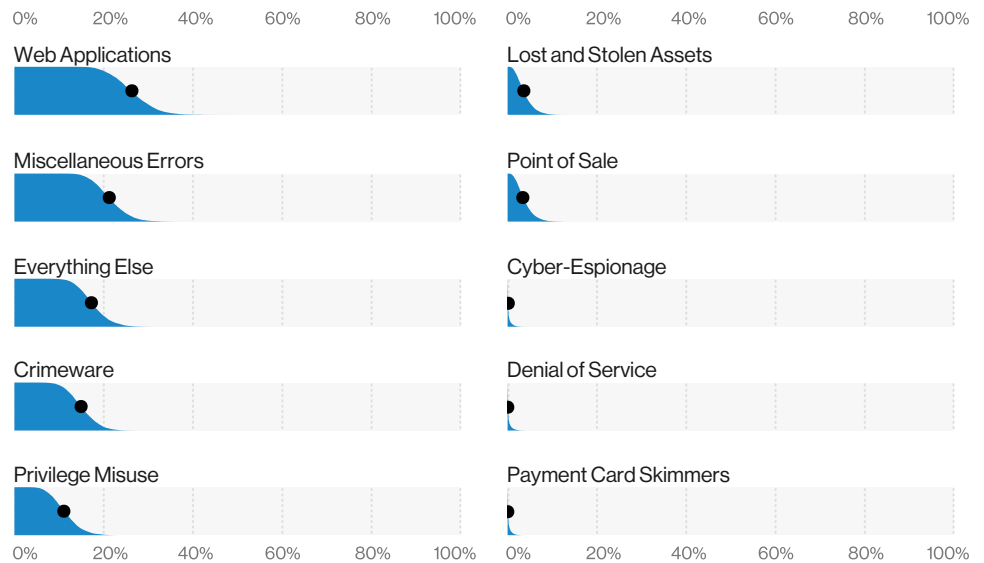 0% 20% 40% 60% 80% 100%
Web Applications
Miscellaneous Errors
Everything Else
Crimeware
Privilege Misuse
0% 20% 40% 60% 80% 100%
0% 20% 40% 60% 80% 100%
Lost and Stolen Assets
Point of Sale
Cyber-Espionage
Denial of Service
Payment Card Skimmers
0% 20% 40% 60% 80% 100%